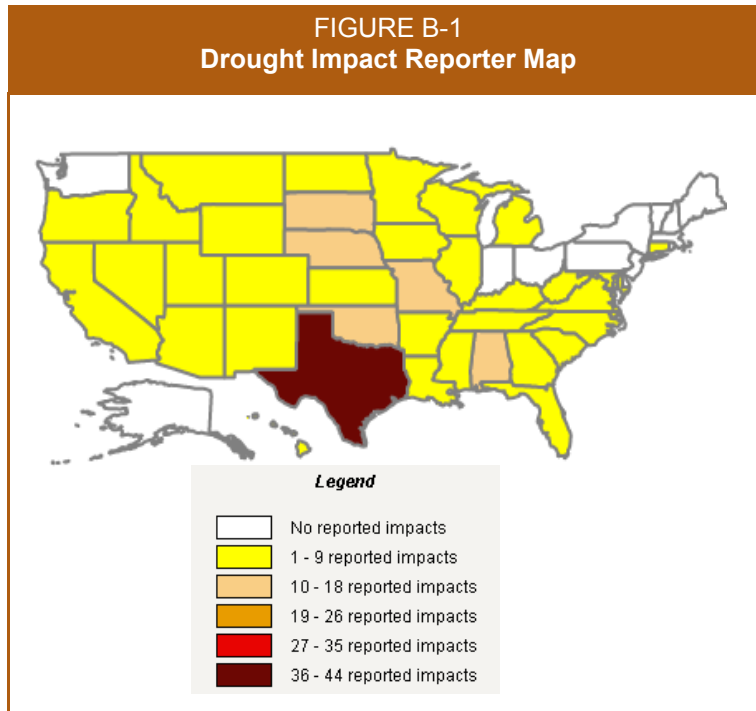 FIGURE B-1
Drought Impact Reporter Map
Legend
No reported impacts
1 - 9 reported impacts
10 - 18 reported impacts
19 - 26 reported impacts
27 - 35 reported impacts
36 - 44 reported impacts